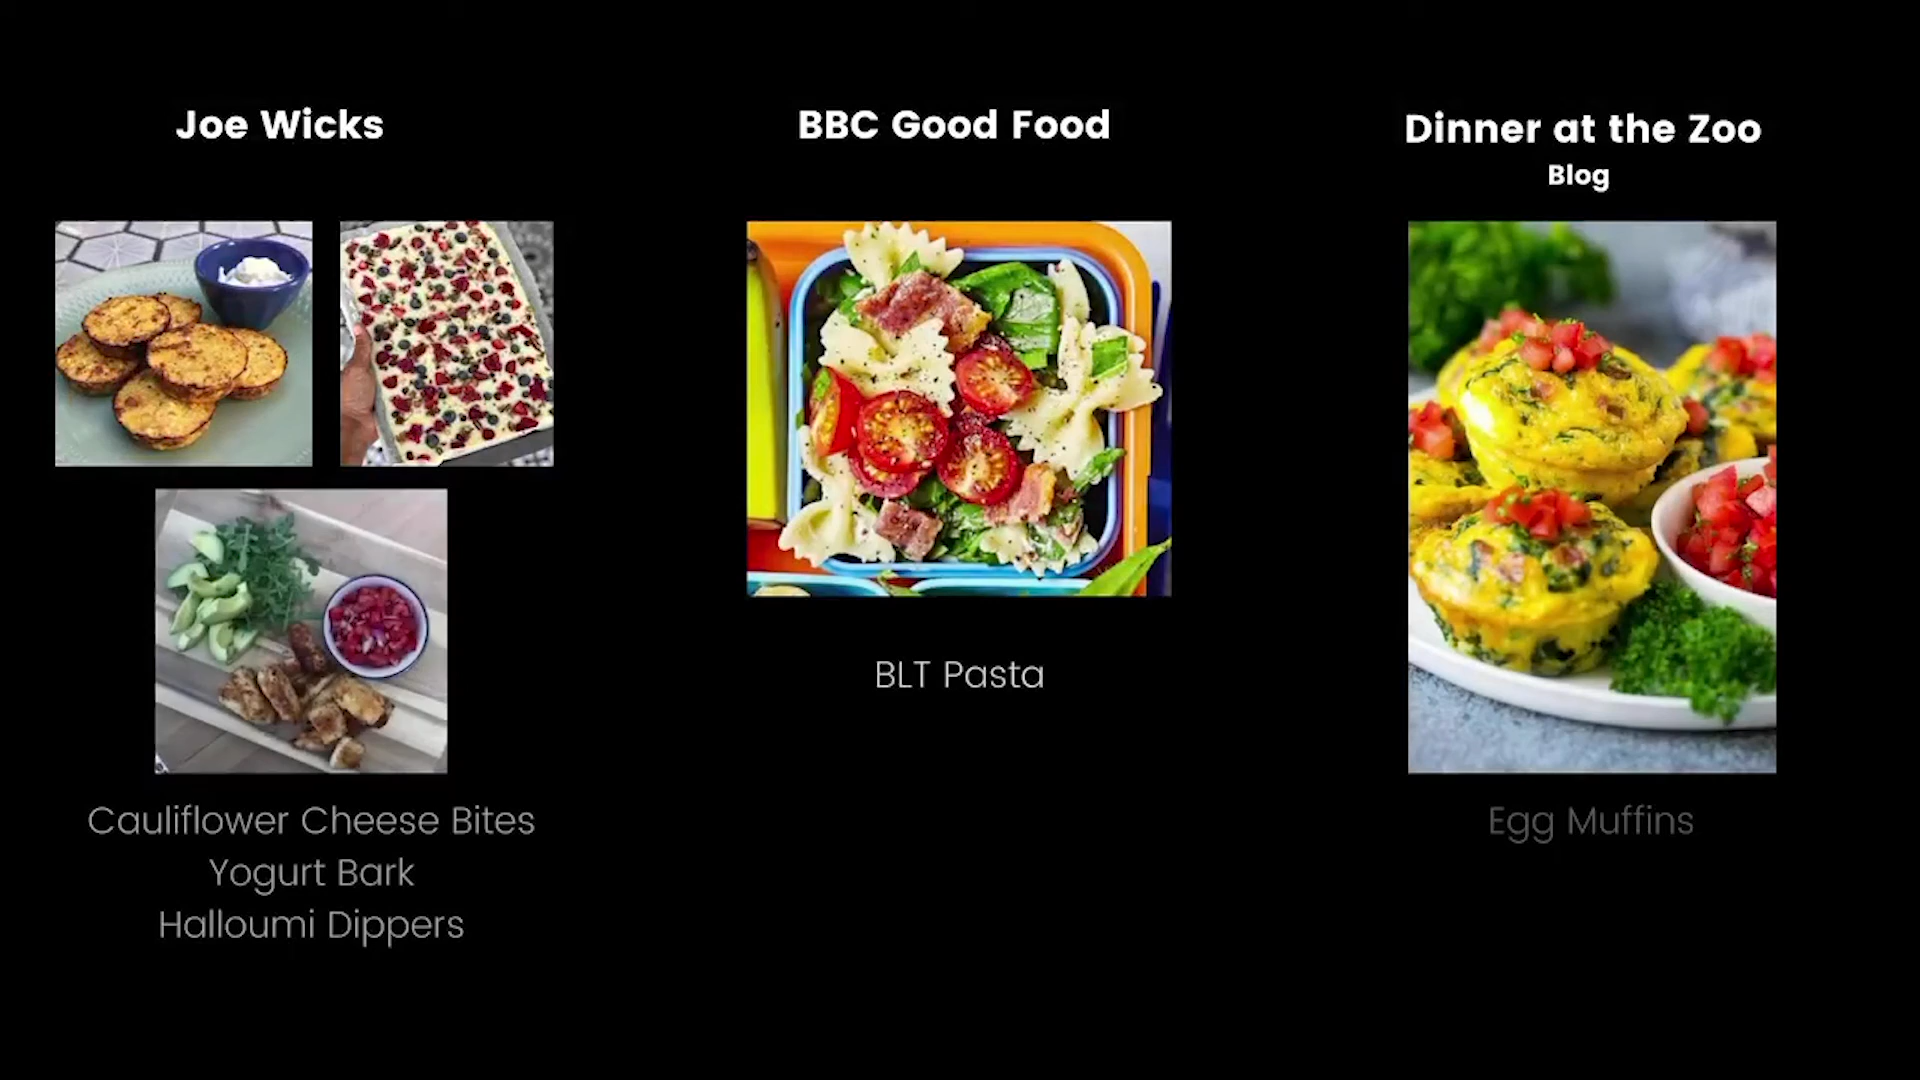 Joe Wicks
Cauliflower Cheese Bites
Yogurt Bark
Halloumi Dippers
BBC Good Food
BLT Pasta
Dinner at the Zoo
Blog
Egg Muffins